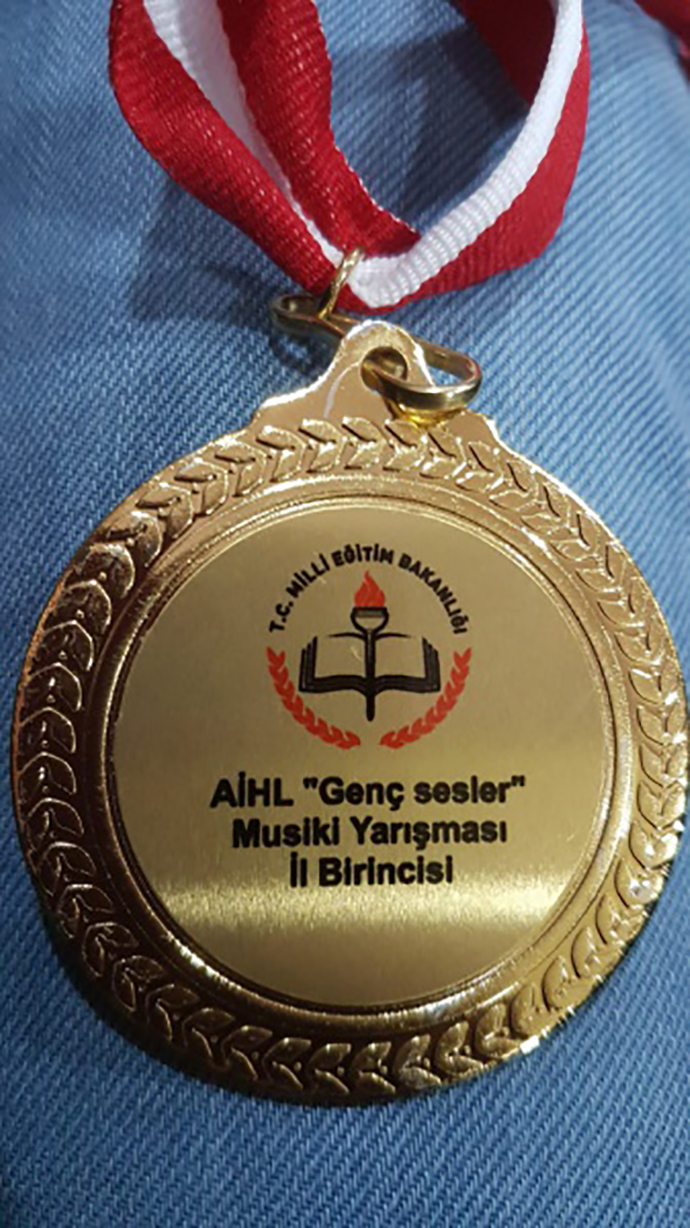 T.C. MİLLİ EĞİTİM BAKANLIĞI
AİHL "Genç sesler"
Musiki Yarışması
İl Birincisi